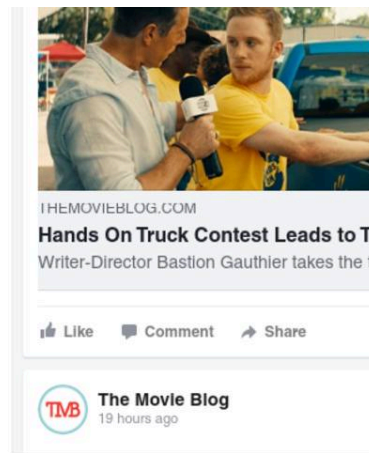 THEMOVIEBLOG.COM
Hands On Truck Contest Leads to T
Writer-Director Bastion Gauthier takes the
Like Comment Share
TMB
The Movie Blog
19 hours ago